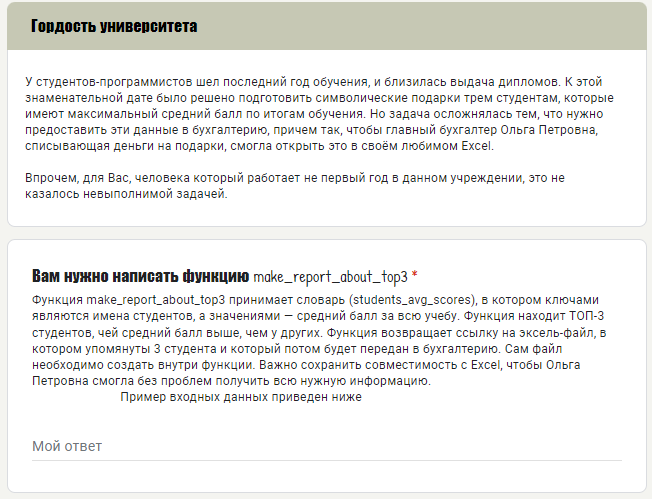 Гордость университета
У студентов-программистов шел последний год обучения, и близилась выдача дипломов. К этой
знаменательной дате было решено подготовить символические подарки трем студентам, которые
имеют максимальный средний балл по итогам обучения. Но задача осложнялась тем, что нужно
предоставить эти данные в бухгалтерию, причем так, чтобы главный бухгалтер Ольга Петровна,
списывающая деньги на подарки, смогла открыть это в своём любимом Excel.
Впрочем, для Вас, человека который работает не первый год в данном учреждении, это не
казалось невыполнимой задачей.
Вам нужно написать функцию make_report_about_top3 *
Функция make_report_about_top3 принимает словарь (students_avg_scores), в котором ключами
являются имена студентов, а значениями — средний балл за всю учебу. Функция находит ТОП-3
студентов, чей средний балл выше, чем у других. Функция возвращает ссылку на эксель-файл, в
котором упомянуты 3 студента и который потом будет передан в бухгалтерию. Сам файл
необходимо создать внутри функции. Важно сохранить совместимость с Excel, чтобы Ольга
Петровна смогла без проблем получить всю нужную информацию.
Пример входных данных приведен ниже
Мой ответ